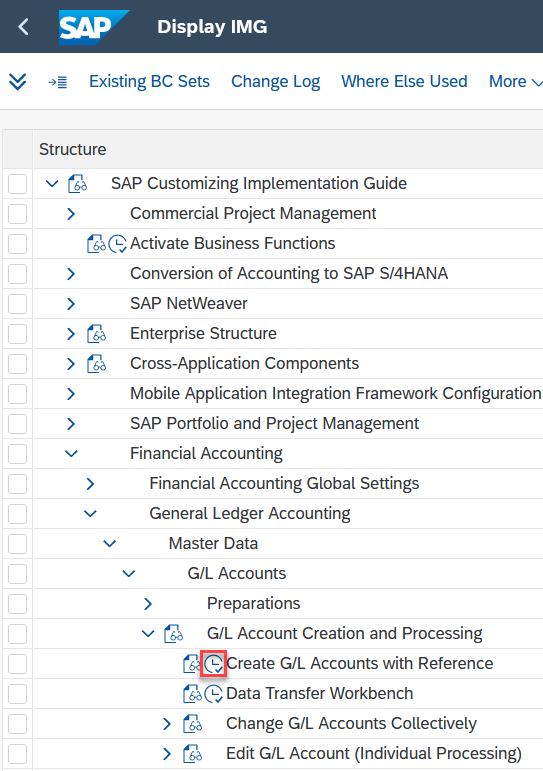 SAP Display IMG
Existing BC Sets Change Log Where Else Used More
Structure
SAP Customizing Implementation Guide
Commercial Project Management
Activate Business Functions
Conversion of Accounting to SAP S/4HANA
SAP NetWeaver
Enterprise Structure
Cross-Application Components
Mobile Application Integration Framework Configuration
SAP Portfolio and Project Management
Financial Accounting
Financial Accounting Global Settings
General Ledger Accounting
Master Data
G/L Accounts
Preparations
G/L Account Creation and Processing
Create G/L Accounts with Reference
Data Transfer Workbench
Change G/L Accounts Collectively
Edit G/L Account (Individual Processing)